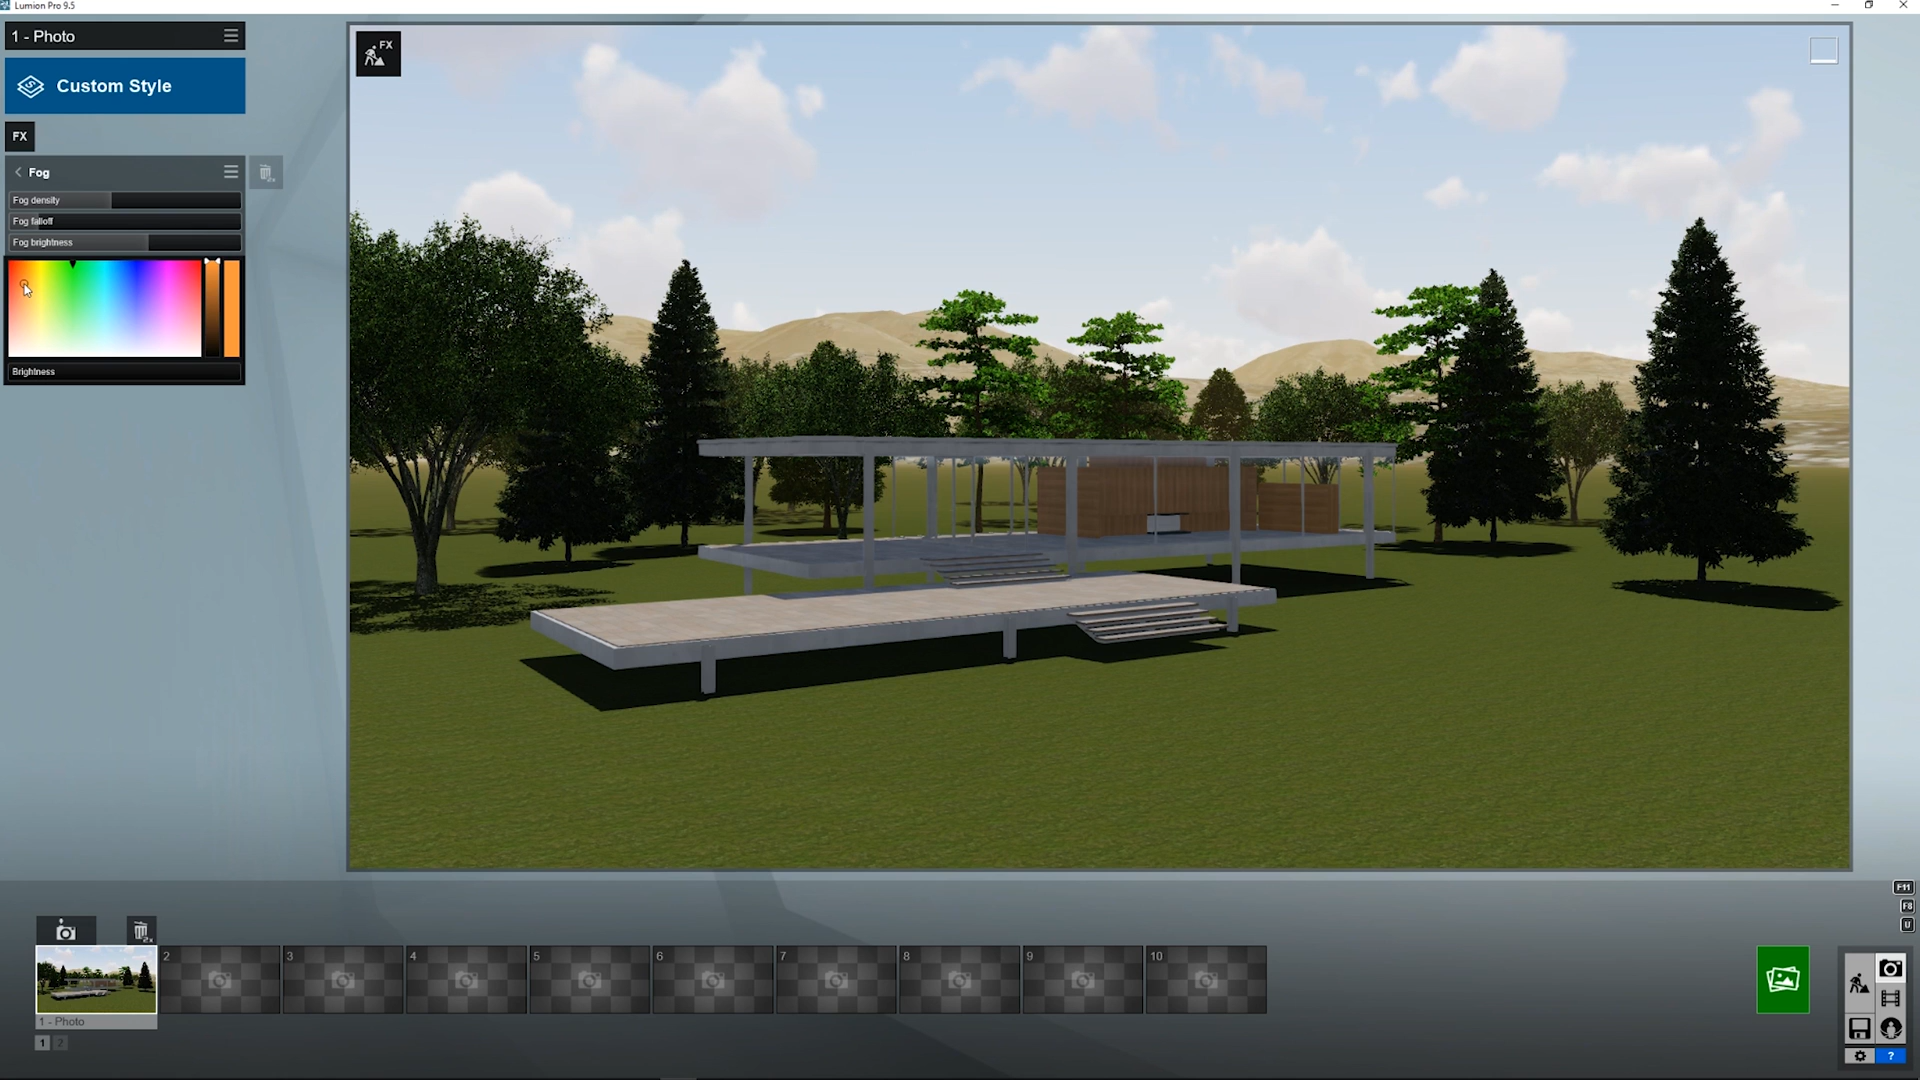 Lumion Pro 9.5
1 - Photo
Custom Style
FX
Fog
Fog density
Fog falloff
Fog brightness
Brightness
FX
F11
F8
U
2x
2
3
4
5
6
7
8
9
10
1 - Photo
1 2
?